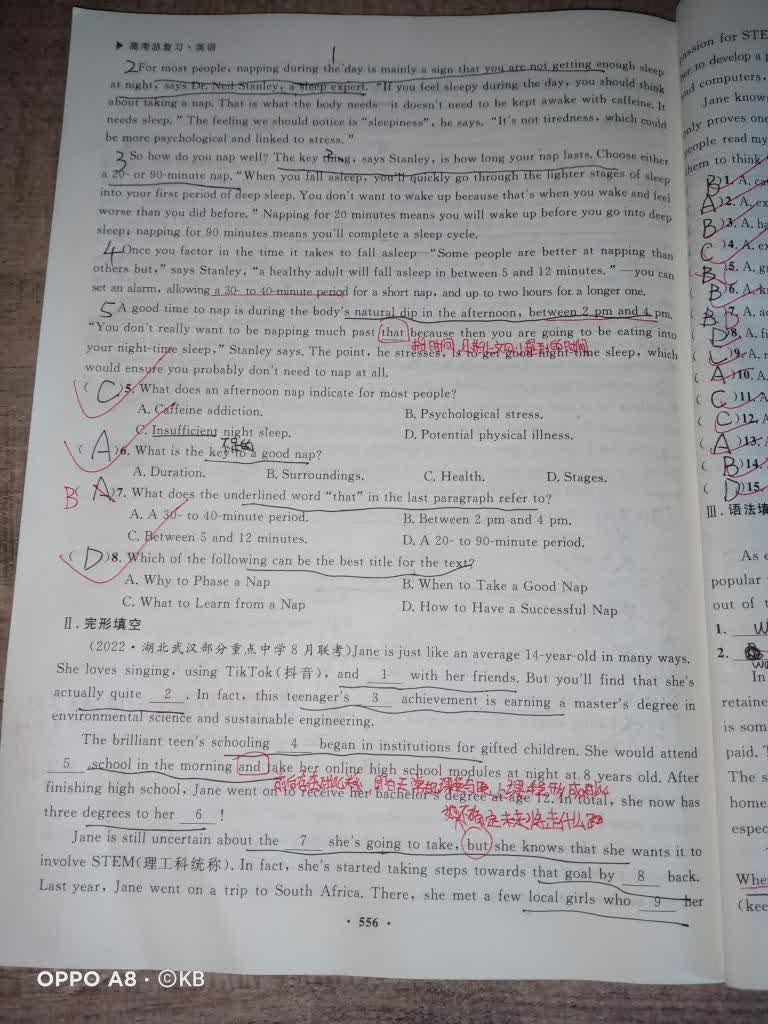 ▶ 高考总复习·英语
1
2 For most people, napping during the day is mainly a sign that you are not getting enough sleep
at night, says Dr. Neil Stanley, a sleep expert. “If you feel sleepy during the day, you should think
about taking a nap. That is what the body needs—it doesn't need to be kept awake with caffeine. It
needs sleep.” The feeling we should notice is “sleepiness”, he says. “It's not tiredness, which could
be more psychological and linked to stress.”
3 So how do you nap well? The key thing, says Stanley, is how long your nap lasts. Choose either
a 20- or 90-minute nap. “When you fall asleep, you'll quickly go through the lighter stages of sleep
into your first period of deep sleep. You don't want to wake up because that's when you wake and feel
worse than you did before.” Napping for 20 minutes means you will wake up before you go into deep
sleep; napping for 90 minutes means you'll complete a sleep cycle.
4 Once you factor in the time it takes to fall asleep—“Some people are better at napping than
others but,” says Stanley, “a healthy adult will fall asleep in between 5 and 12 minutes.”—you can
set an alarm, allowing a 30- to 40-minute period for a short nap, and up to two hours for a longer one.
5 A good time to nap is during the body's natural dip in the afternoon, between 2 pm and 4 pm.
“You don't really want to be napping much past that because then you are going to be eating into
your night-time sleep,” Stanley says. The point, he stresses, is to get good night-time sleep, which
would ensure you probably don't need to nap at all.
( C )5. What does an afternoon nap indicate for most people?
A. Caffeine addiction. B. Psychological stress.
C. Insufficient night sleep. D. Potential physical illness.
不足的
( A )6. What is the key to a good nap?
A. Duration. B. Surroundings. C. Health. D. Stages.
B ( A )7. What does the underlined word “that” in the last paragraph refer to?
A. A 30- to 40-minute period. B. Between 2 pm and 4 pm.
C. Between 5 and 12 minutes. D. A 20- to 90-minute period.
( D )8. Which of the following can be the best title for the text?
A. Why to Phase a Nap B. When to Take a Good Nap
C. What to Learn from a Nap D. How to Have a Successful Nap
Ⅱ. 完形填空
(2022·湖北武汉部分重点中学8月联考)Jane is just like an average 14-year-old in many ways.
She loves singing, using TikTok(抖音), and 1 with her friends. But you'll find that she's
actually quite 2 . In fact, this teenager's 3 achievement is earning a master's degree in
environmental science and sustainable engineering.
The brilliant teen's schooling 4 began in institutions for gifted children. She would attend
5 school in the morning and take her online high school modules at night at 8 years old. After
finishing high school, Jane went on to receive her bachelor's degree at age 12. In total, she now has
three degrees to her 6 !
Jane is still uncertain about the 7 she's going to take, but she knows that she wants it to
involve STEM(理工科统称). In fact, she's started taking steps towards that goal by 8 back.
Last year, Jane went on a trip to South Africa. There, she met a few local girls who 9 her
· 556 ·
passion for STE
to develop a p
computers,
Jane know
only proves one
people read my
them to think
B )1. A. ca
A )2. A. ex
B )3. A. ha
C )4. A. ex
B )5. A. g
B )6. A. k
B )7. A. a
D )8. A. fi
C )9. A.
A )10. A.
C )11. A
C )12. A
A )13. A
B )14.
D )15.
Ⅲ. 语法填
As
popular
out of t
1.
2.
In
retaine
is som
paid. T
The s
home.
espec
Whe
(kee
OPPO A8 · ©KB